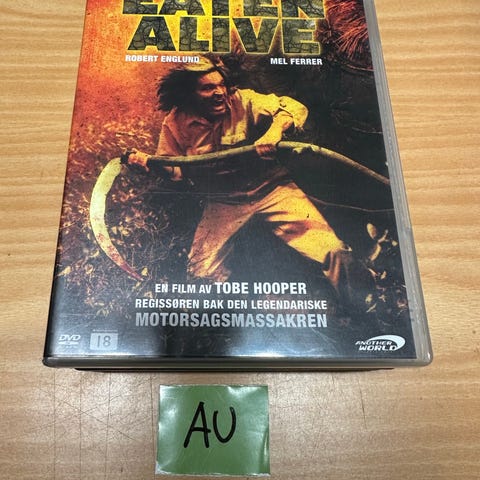 EATEN
ALIVE
ROBERT ENGLUND MEL FERRER
EN FILM AV TOBE HOOPER
REGISSØREN BAK DEN LEGENDARISKE
MOTORSAGSMASSAKREN
DVD
18
ANOTHER
WORLD
AU